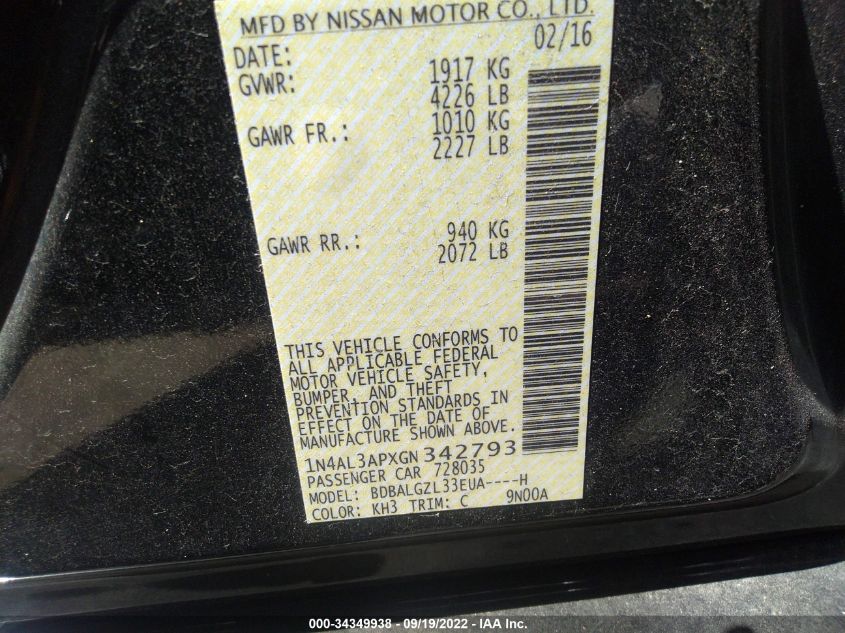 MFD BY NISSAN MOTOR CO., LTD.
DATE: 02/16
GVWR: 1917 KG
4226 LB
GAWR FR.: 1010 KG
2227 LB
GAWR RR.: 940 KG
2072 LB
THIS VEHICLE CONFORMS TO
ALL APPLICABLE FEDERAL
MOTOR VEHICLE SAFETY,
BUMPER, AND THEFT
PREVENTION STANDARDS IN
EFFECT ON THE DATE OF
MANUFACTURE SHOWN ABOVE.
1N4AL3APXGN342793
PASSENGER CAR 728035
MODEL: BDBALGZL33EUA----H
COLOR: KH3 TRIM: C 9N00A
000-34349938 - 09/19/2022 - IAA Inc.